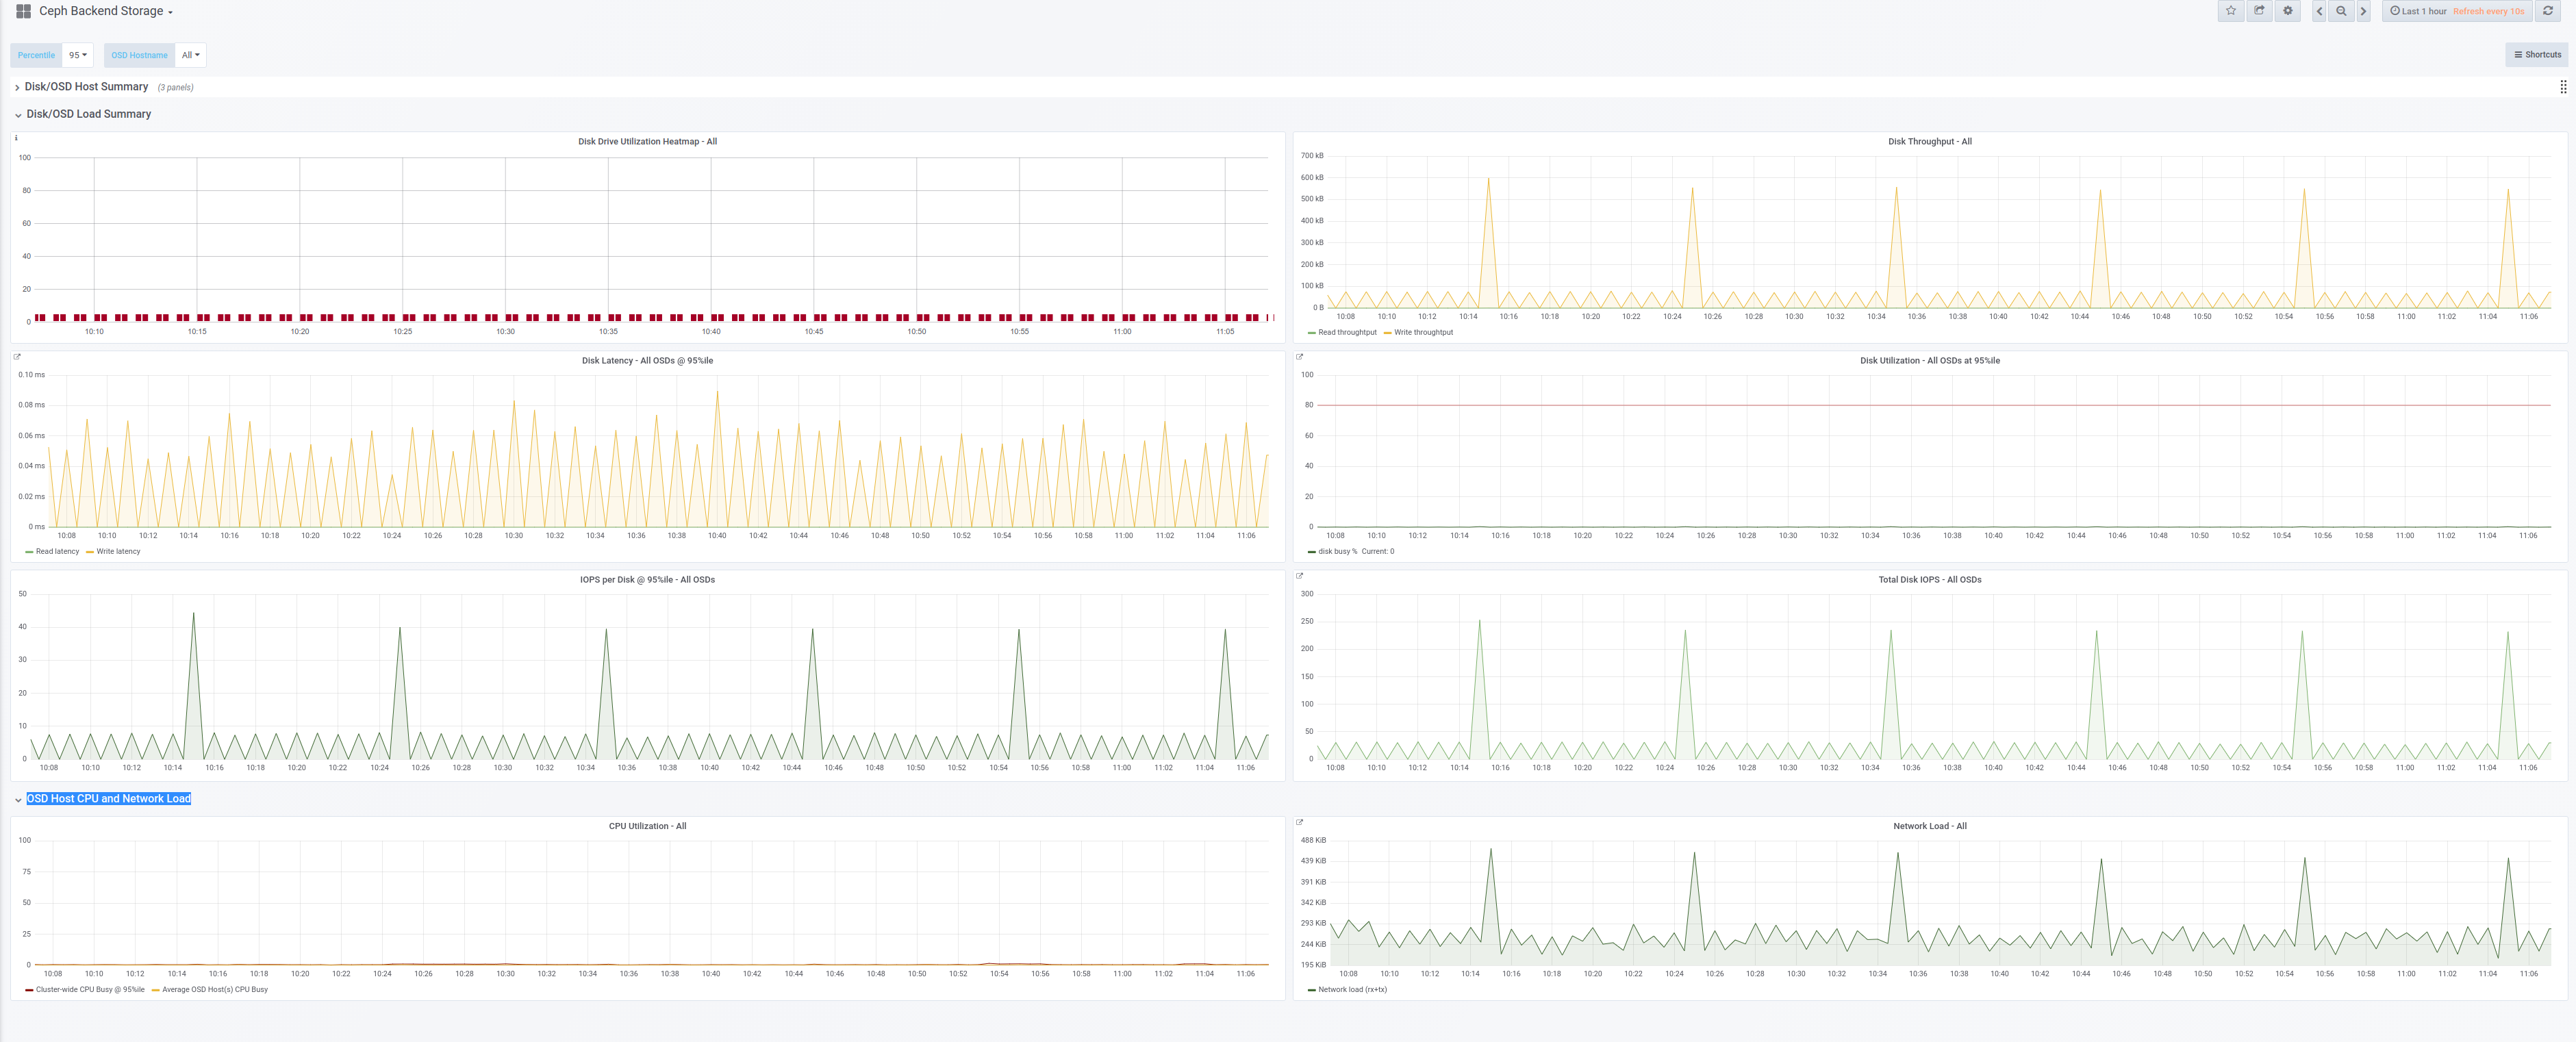 Ceph Backend Storage
Last 1 hour Refresh every 10s
Percentile 95 OSD Hostname All
Shortcuts
Disk/OSD Host Summary (3 panels)
Disk/OSD Load Summary
Disk Drive Utilization Heatmap - All
100
80
60
40
20
0
10:10 10:15 10:20 10:25 10:30 10:35 10:40 10:45 10:50 10:55 11:00 11:05
Disk Throughput - All
700 kB
600 kB
500 kB
400 kB
300 kB
200 kB
100 kB
0 B
10:08 10:10 10:12 10:14 10:16 10:18 10:20 10:22 10:24 10:26 10:28 10:30 10:32 10:34 10:36 10:38 10:40 10:42 10:44 10:46 10:48 10:50 10:52 10:54 10:56 10:58 11:00 11:02 11:04 11:06
Read throughtput Write throughtput
Disk Latency - All OSDs @ 95%ile
0.10 ms
0.08 ms
0.06 ms
0.04 ms
0.02 ms
0 ms
10:08 10:10 10:12 10:14 10:16 10:18 10:20 10:22 10:24 10:26 10:28 10:30 10:32 10:34 10:36 10:38 10:40 10:42 10:44 10:46 10:48 10:50 10:52 10:54 10:56 10:58 11:00 11:02 11:04 11:06
Read latency Write latency
Disk Utilization - All OSDs at 95%ile
100
80
60
40
20
0
10:08 10:10 10:12 10:14 10:16 10:18 10:20 10:22 10:24 10:26 10:28 10:30 10:32 10:34 10:36 10:38 10:40 10:42 10:44 10:46 10:48 10:50 10:52 10:54 10:56 10:58 11:00 11:02 11:04 11:06
disk busy % Current: 0
IOPS per Disk @ 95%ile - All OSDs
50
40
30
20
10
0
10:08 10:10 10:12 10:14 10:16 10:18 10:20 10:22 10:24 10:26 10:28 10:30 10:32 10:34 10:36 10:38 10:40 10:42 10:44 10:46 10:48 10:50 10:52 10:54 10:56 10:58 11:00 11:02 11:04 11:06
Total Disk IOPS - All OSDs
300
250
200
150
100
50
0
10:08 10:10 10:12 10:14 10:16 10:18 10:20 10:22 10:24 10:26 10:28 10:30 10:32 10:34 10:36 10:38 10:40 10:42 10:44 10:46 10:48 10:50 10:52 10:54 10:56 10:58 11:00 11:02 11:04 11:06
OSD Host CPU and Network Load
CPU Utilization - All
100
75
50
25
0
10:08 10:10 10:12 10:14 10:16 10:18 10:20 10:22 10:24 10:26 10:28 10:30 10:32 10:34 10:36 10:38 10:40 10:42 10:44 10:46 10:48 10:50 10:52 10:54 10:56 10:58 11:00 11:02 11:04 11:06
Cluster-wide CPU Busy @ 95%ile Average OSD Host(s) CPU Busy
Network Load - All
488 KiB
439 KiB
391 KiB
342 KiB
293 KiB
244 KiB
195 KiB
10:08 10:10 10:12 10:14 10:16 10:18 10:20 10:22 10:24 10:26 10:28 10:30 10:32 10:34 10:36 10:38 10:40 10:42 10:44 10:46 10:48 10:50 10:52 10:54 10:56 10:58 11:00 11:02 11:04 11:06
Network load (rx+tx)